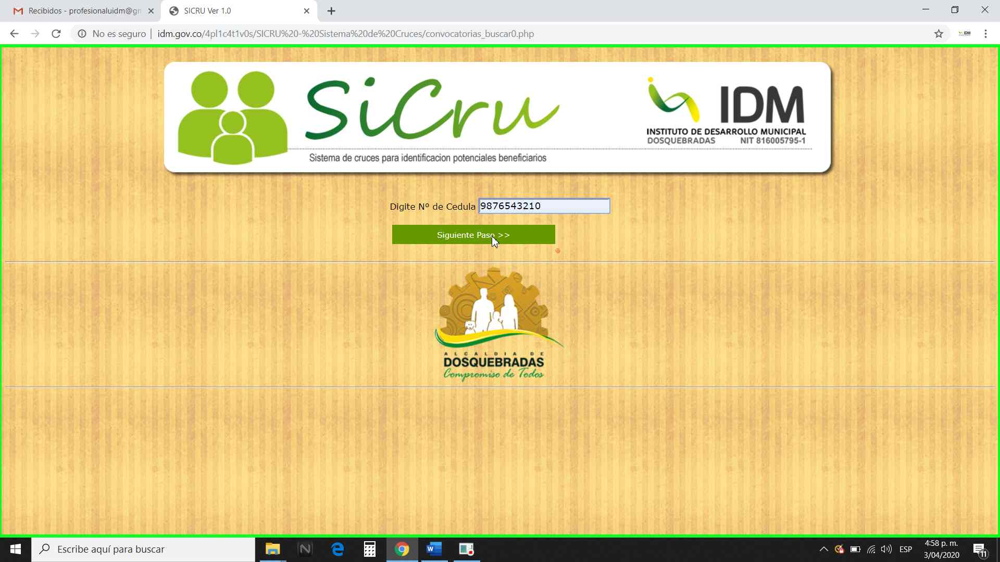 Recibidos - profesionaluidm@gn
SICRU Ver 1.0
No es seguro | idm.gov.co/4pl1c4t1v0s/SICRU%20-%20Sistema%20de%20Cruces/convocatorias_buscar0.php
IDM
SiCru
IDM
INSTITUTO DE DESARROLLO MUNICIPAL
DOSQUEBRADAS NIT 816005795-1
Sistema de cruces para identificacion potenciales beneficiarios
Digite Nº de Cedula 9876543210
Siguiente Paso >>
ALCALDIA DE
DOSQUEBRADAS
Compromiso de Todos
Escribe aquí para buscar
ESP
4:58 p. m.
3/04/2020
11